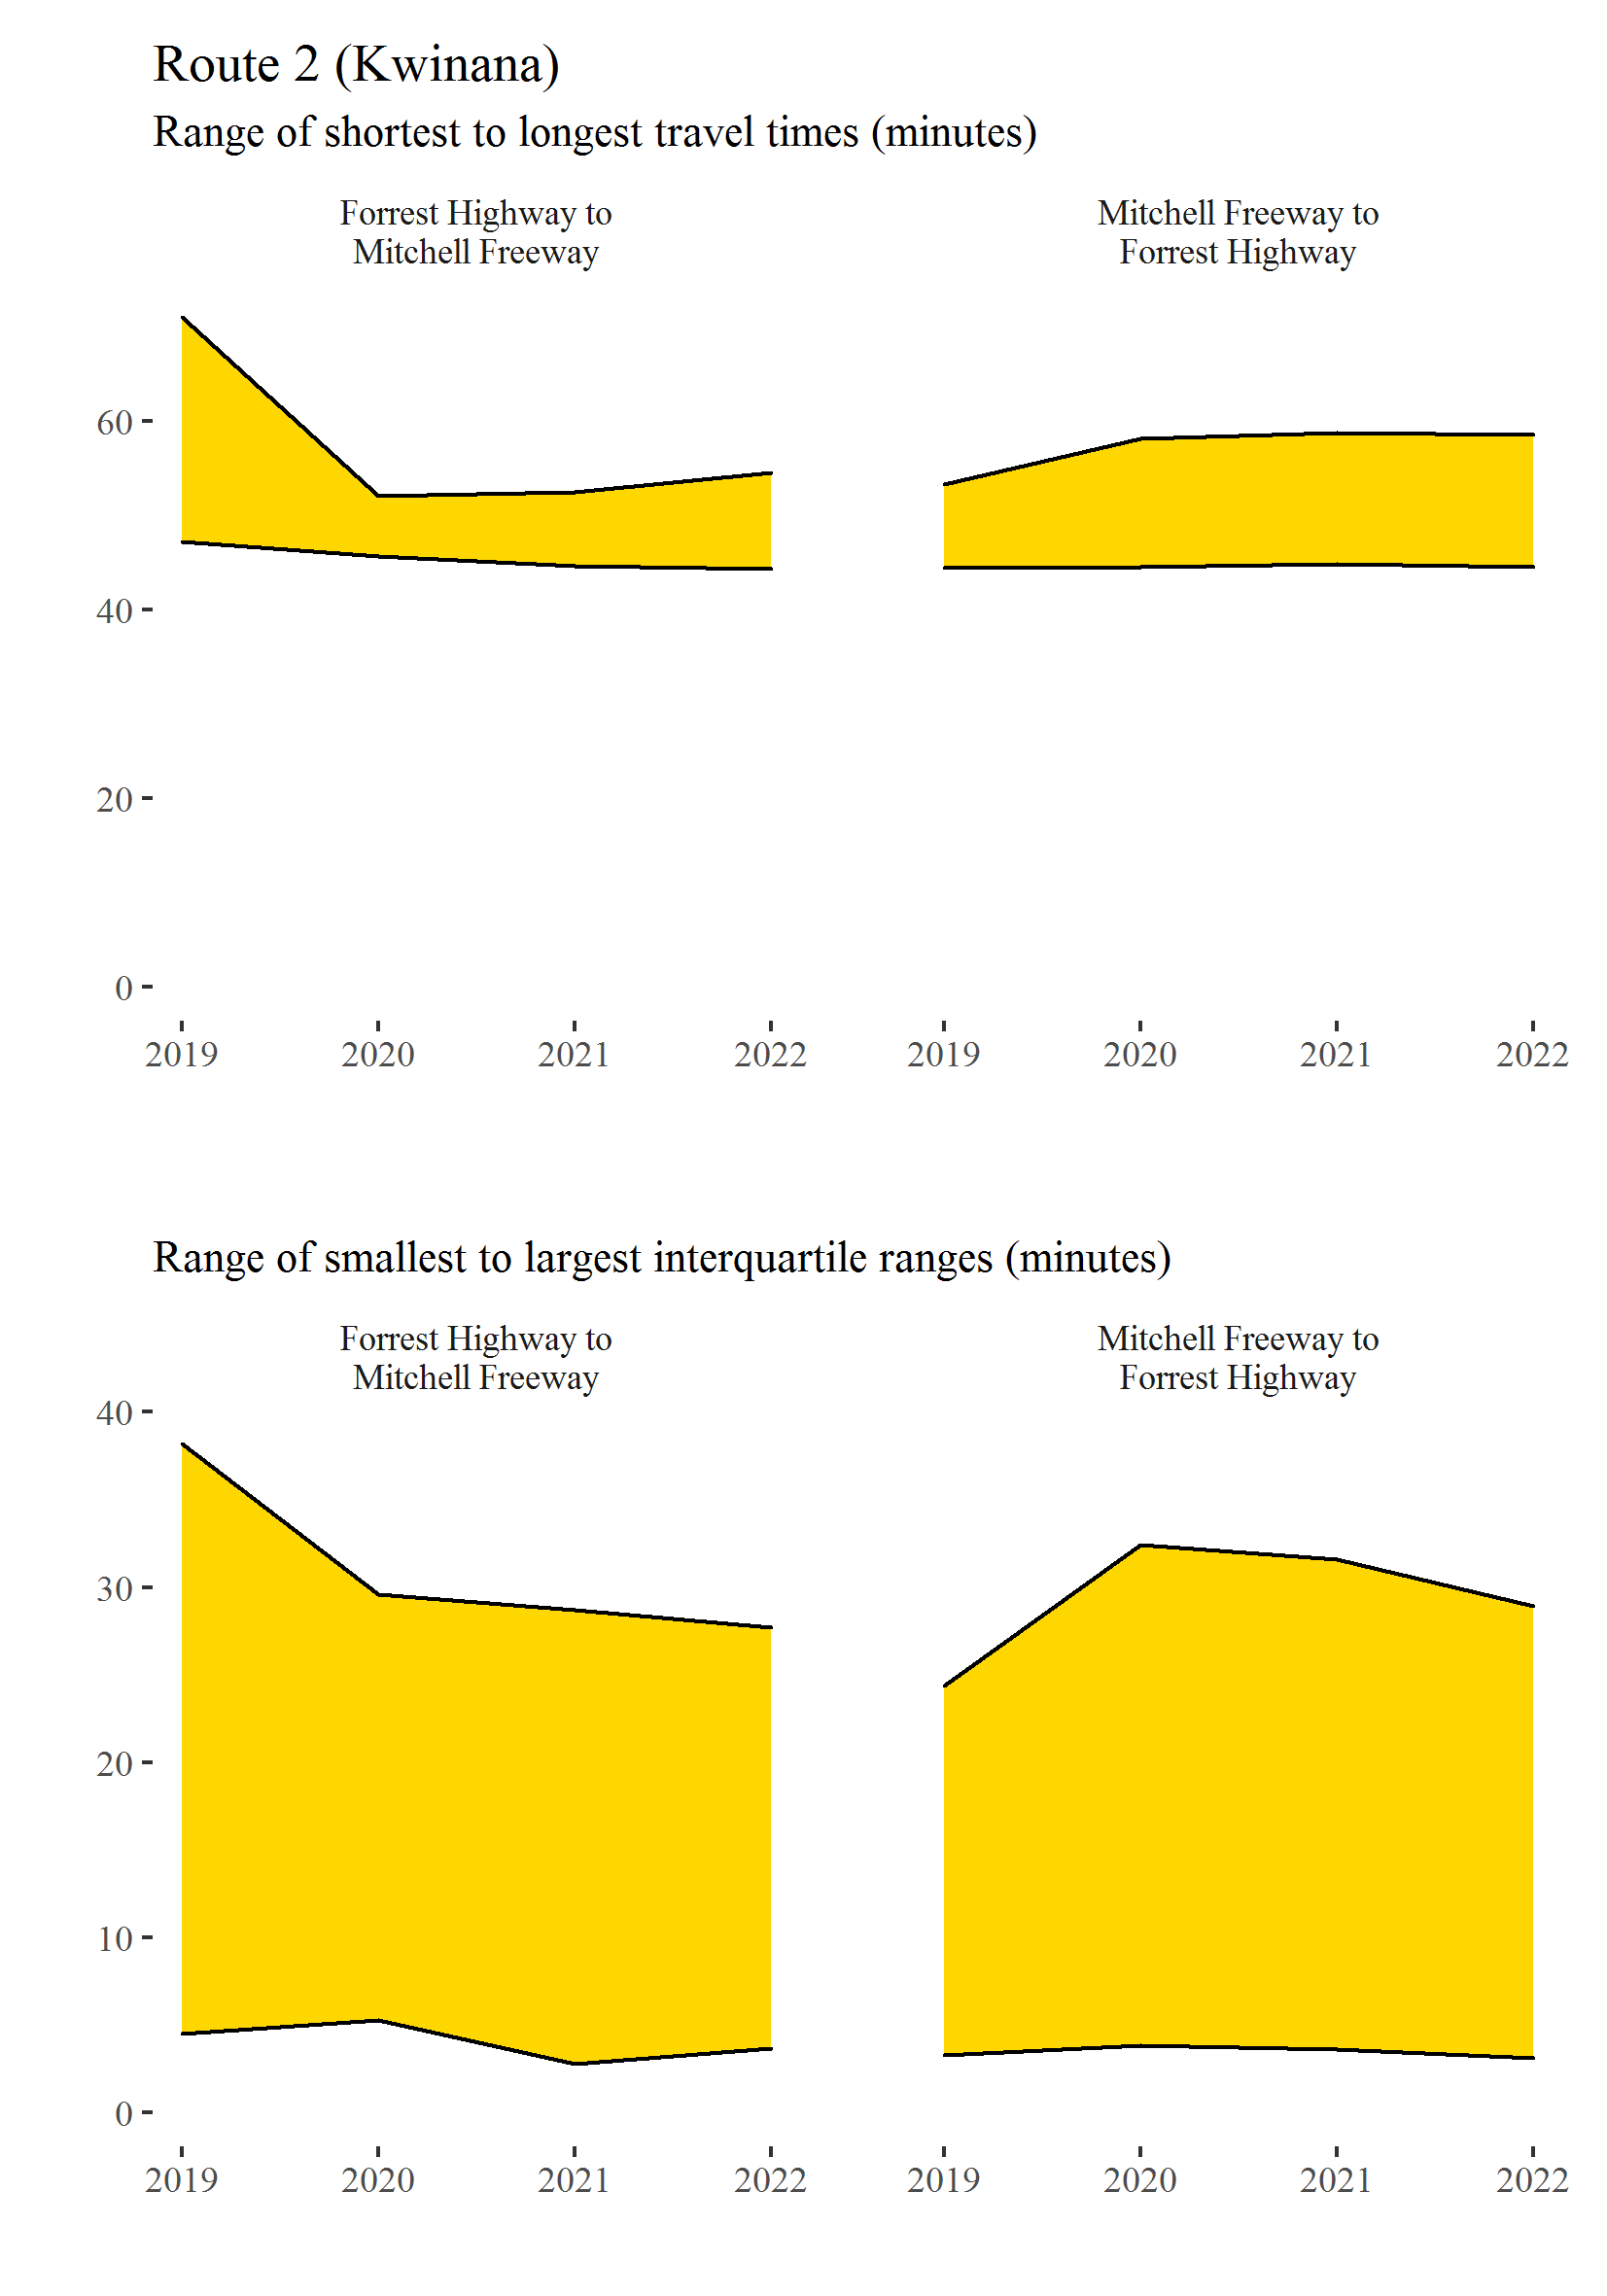 Route 2 (Kwinana)
Range of shortest to longest travel times (minutes)
Forrest Highway to
Mitchell Freeway
Mitchell Freeway to
Forrest Highway
60
40
20
0
2019 2020 2021 2022 2019 2020 2021 2022
Range of smallest to largest interquartile ranges (minutes)
Forrest Highway to
Mitchell Freeway
Mitchell Freeway to
Forrest Highway
40
30
20
10
0
2019 2020 2021 2022 2019 2020 2021 2022